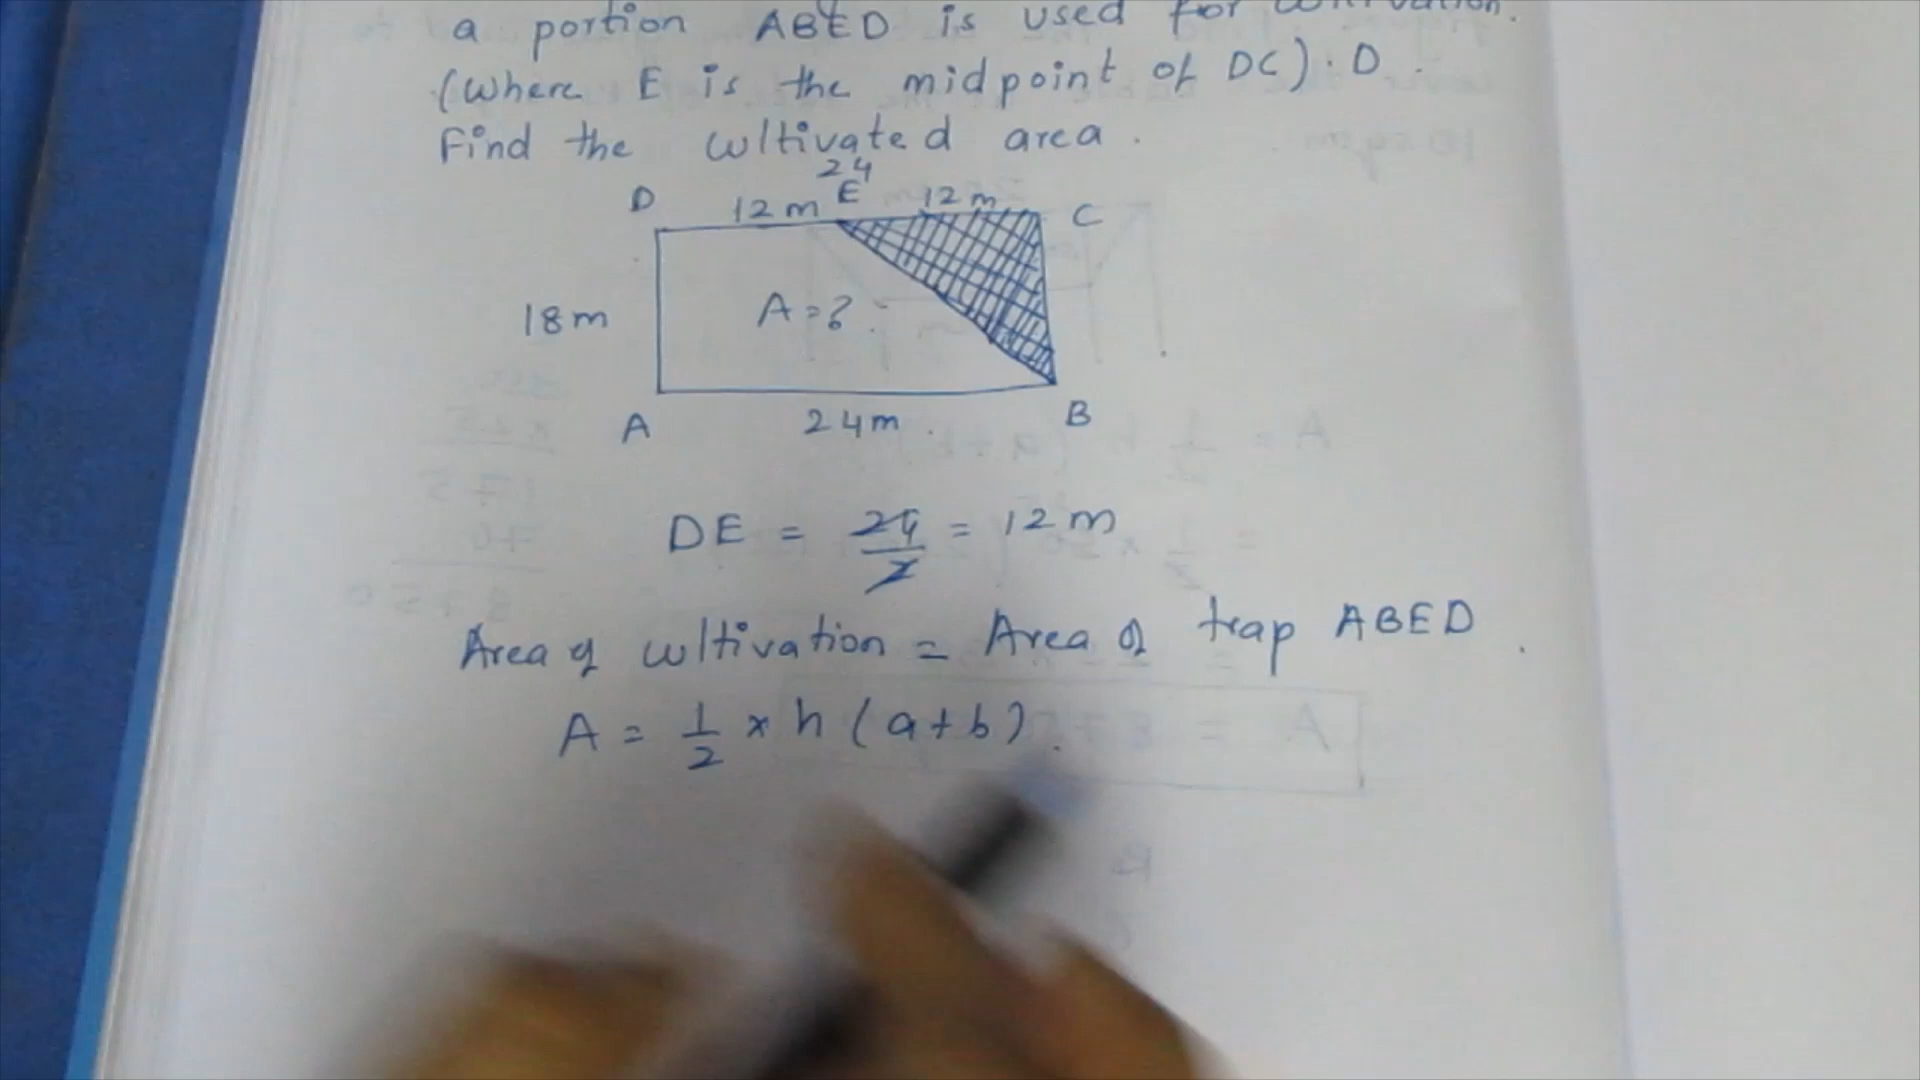 a portion ABED is used for cultivation.
(Where E is the midpoint of DC). D.
Find the cultivated area.
24
D 12m E 12m C
18m A=?
A 24m. B
DE = 24/2 = 12m
Area of cultivation = Area of trap ABED.
A = 1/2 x h (a+b).